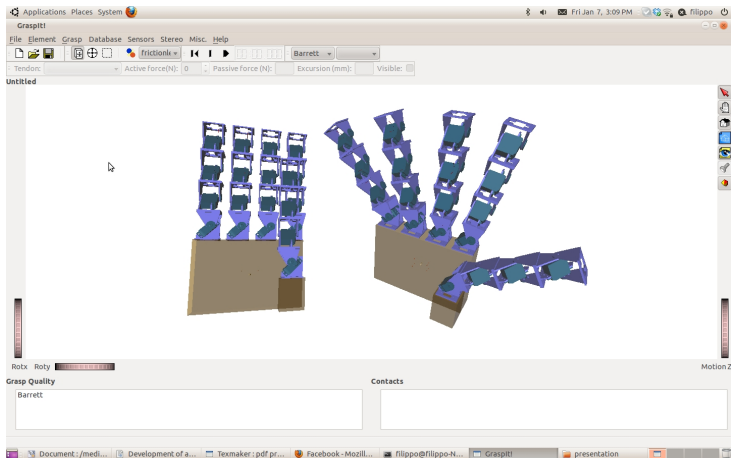 Applications Places System Fri Jan 7, 3:09 PM filippo
GraspIt!
File Element Grasp Database Sensors Stereo Misc. Help
frictionle Barrett
Tendon: Active force(N): 0 Passive force (N): Excursion (mm): Visible:
Untitled
Rotx Roty Motion Z
Grasp Quality Contacts
Barrett
Document : /medi... Development of a... Texmaker : pdf pr... Facebook - Mozill... filippo@filippo-N... GraspIt! presentation